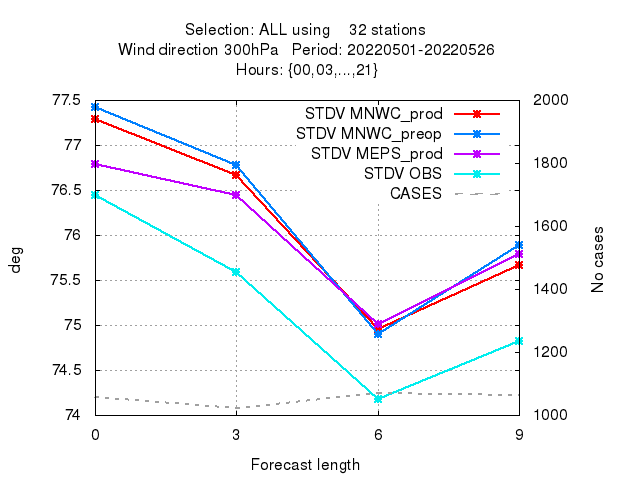 Selection: ALL using    32 stations
Wind direction 300hPa   Period: 20220501-20220526
Hours: {00,03,...,21}
STDV MNWC_prod
STDV MNWC_preop
STDV MEPS_prod
STDV OBS
CASES
77.5
77
76.5
76
75.5
75
74.5
74
deg
2000
1800
1600
1400
1200
1000
No cases
0
3
6
9
Forecast length